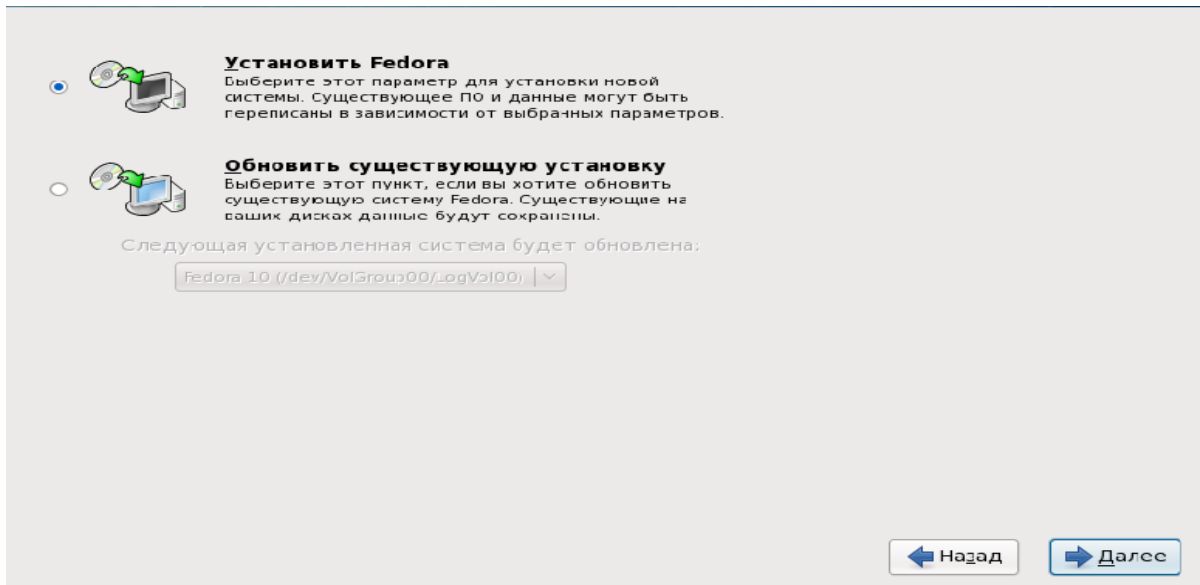 Установить Fedora
Выберите этот параметр для установки новой
системы. Существующее ПО и данные могут быть
переписаны в зависимости от выбранных параметров.
Обновить существующую установку
Выберите этот пункт, если вы хотите обновить
существующую систему Fedora. Существующие на
ваших дисках данные будут сохранены.
Следующая установленная система будет обновлена:
Fedora 10 (/dev/VolGroup00/LogVol00)
Назад
Далее